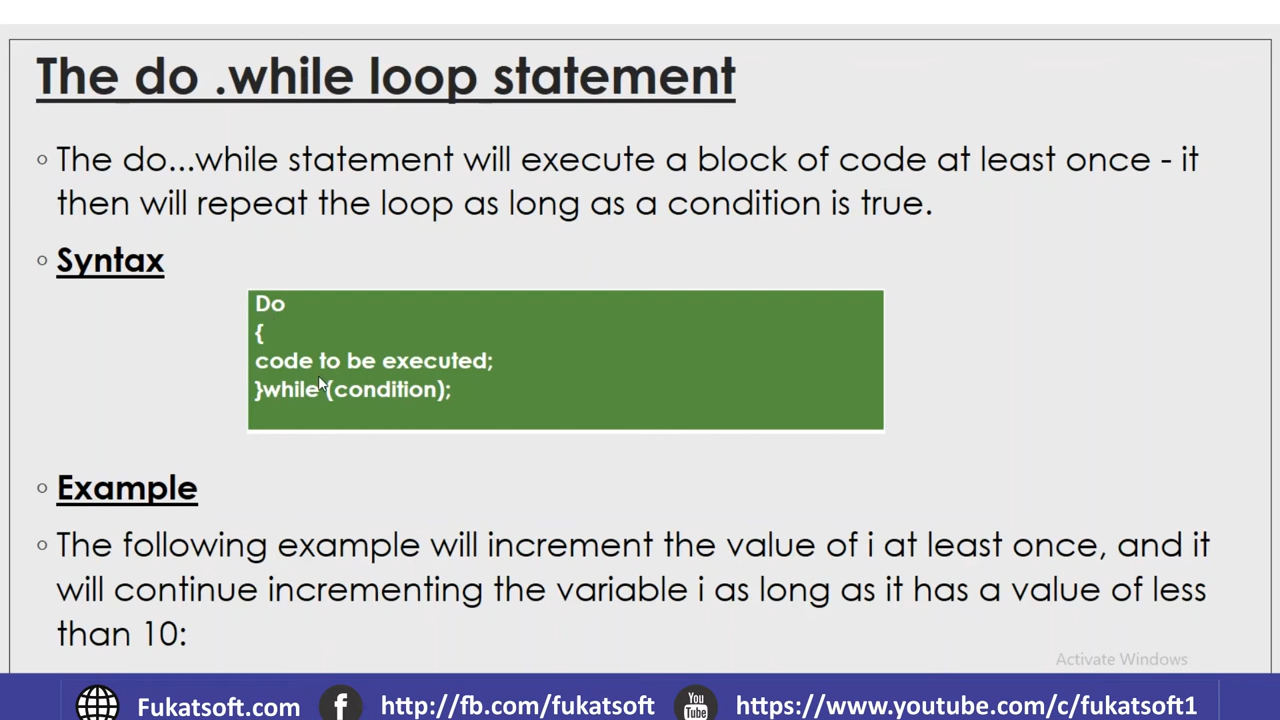 The do .while loop statement
The do...while statement will execute a block of code at least once - it
then will repeat the loop as long as a condition is true.
Syntax
Do
{
code to be executed;
}while (condition);
Example
The following example will increment the value of i at least once, and it
will continue incrementing the variable i as long as it has a value of less
than 10:
Activate Windows
Fukatsoft.com f http://fb.com/fukatsoft You Tube https://www.youtube.com/c/fukatsoft1